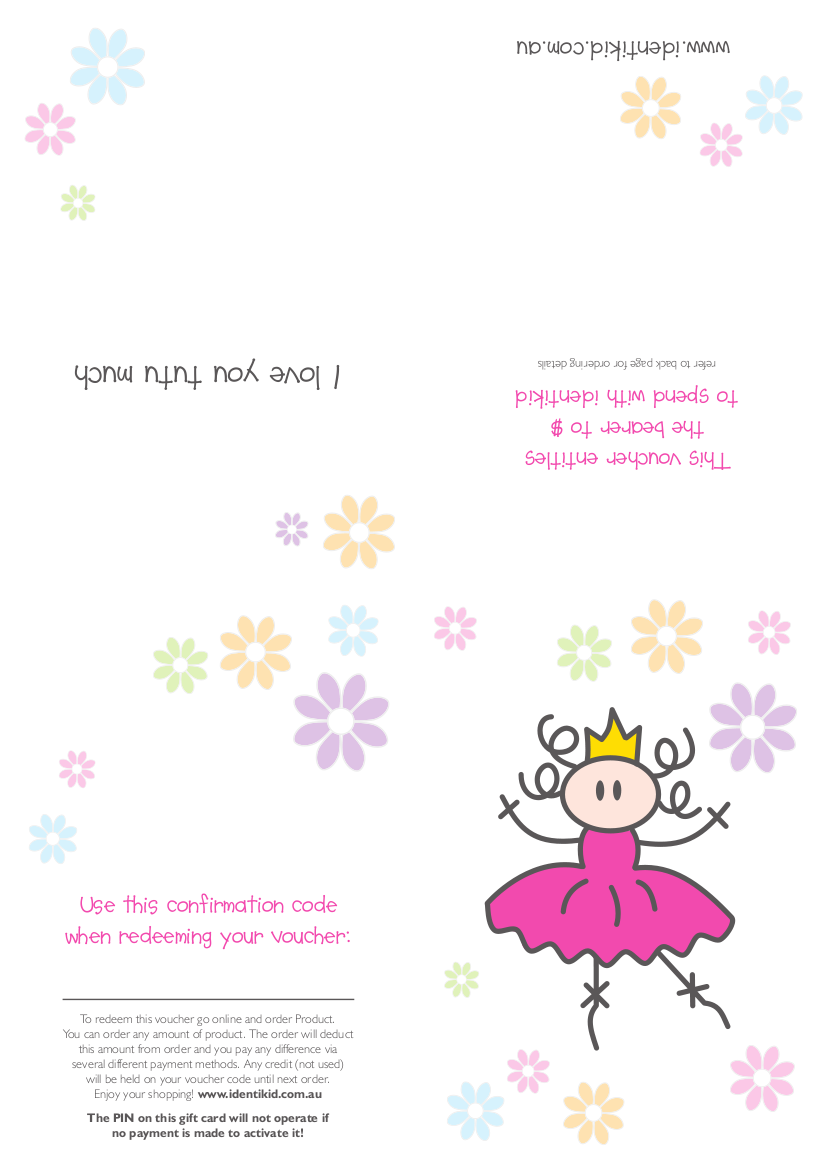 www.identikid.com.au
I love you tutu much
This voucher entitles
the bearer to $
to spend with identikid
refer to back page for ordering details
Use this confirmation code
when redeeming your voucher:
To redeem this voucher go online and order Product.
You can order any amount of product. The order will deduct
this amount from order and you pay any difference via
several different payment methods. Any credit (not used)
will be held on your voucher code until next order.
Enjoy your shopping! www.identikid.com.au
The PIN on this gift card will not operate if
no payment is made to activate it!